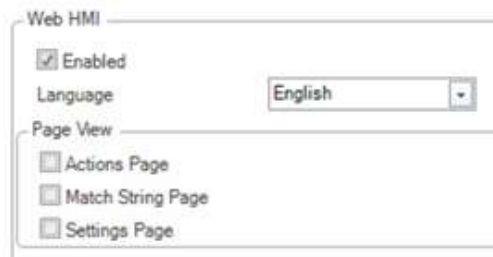 Web HMI
Enabled
Language English
Page View
Actions Page
Match String Page
Settings Page